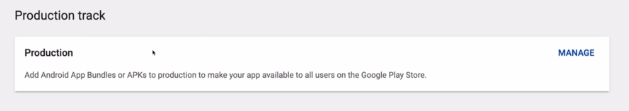 Production track
Production MANAGE
Add Android App Bundles or APKs to production to make your app available to all users on the Google Play Store.